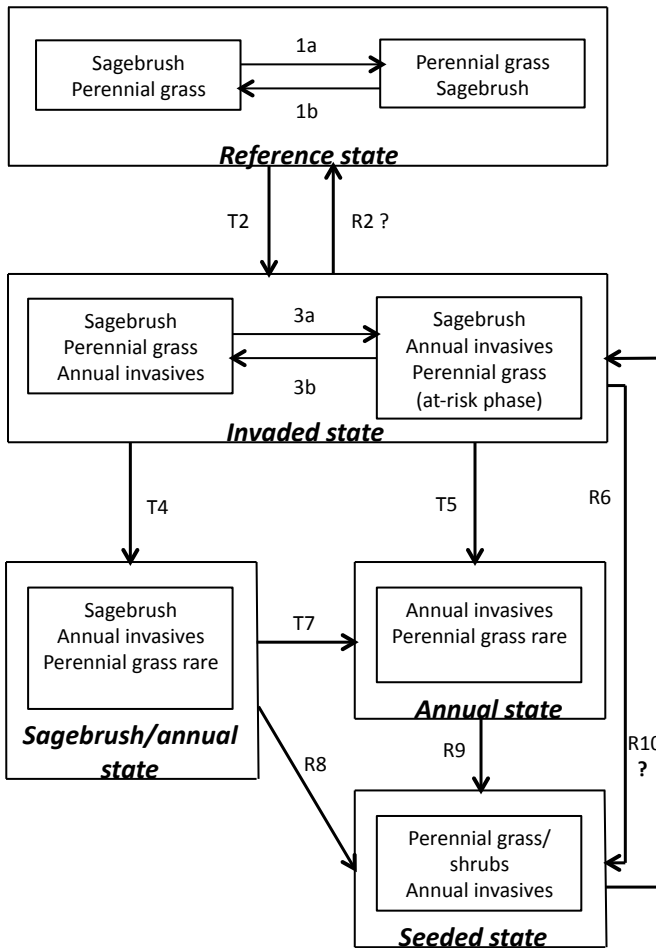 1a
Sagebrush
Perennial grass
Perennial grass
Sagebrush
1b
Reference state
T2
R2 ?
Sagebrush
Perennial grass
Annual invasives
3a
3b
Sagebrush
Annual invasives
Perennial grass
(at-risk phase)
Invaded state
T4
T5
R6
Sagebrush
Annual invasives
Perennial grass rare
Sagebrush/annual
state
T7
Annual invasives
Perennial grass rare
Annual state
R8
R9
R10
?
Perennial grass/
shrubs
Annual invasives
Seeded state